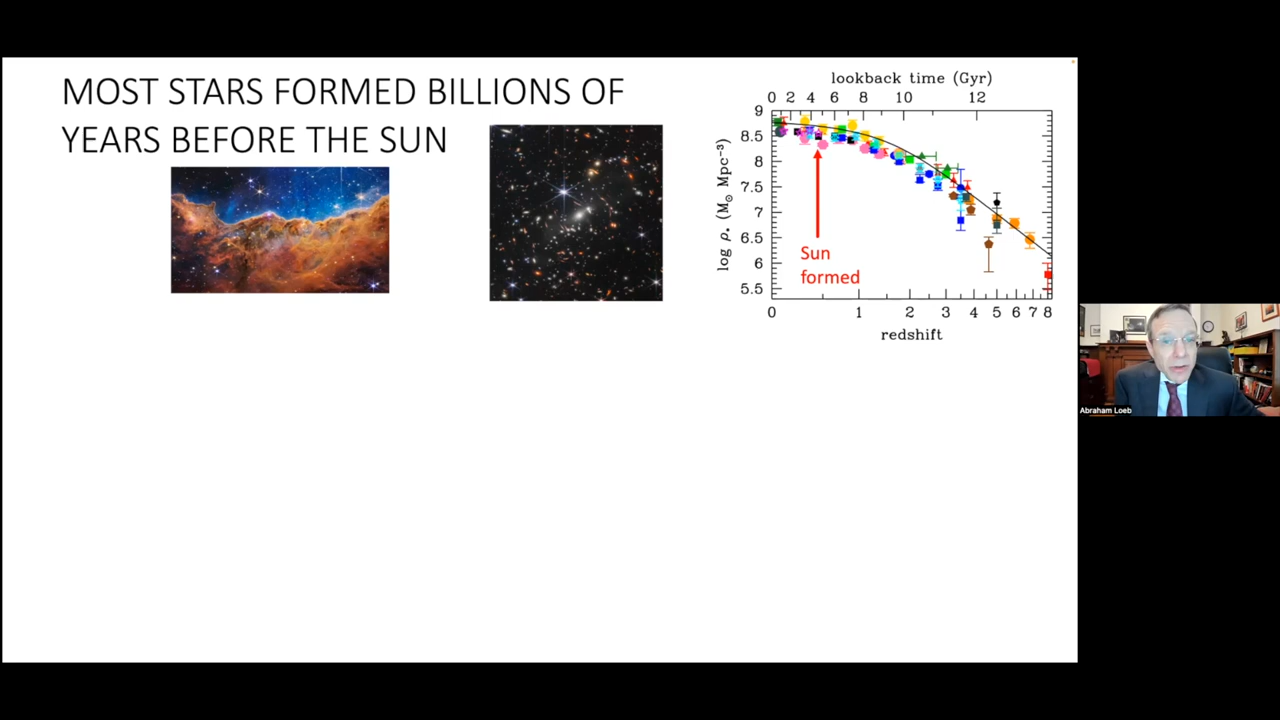 MOST STARS FORMED BILLIONS OF
YEARS BEFORE THE SUN
lookback time (Gyr)
0 2 4 6 8 10 12
9
8.5
8
7.5
7
6.5
6
5.5
log ρ* (M⊙ Mpc⁻³)
Sun
formed
0 1 2 3 4 5 6 7 8
redshift
Abraham Loeb